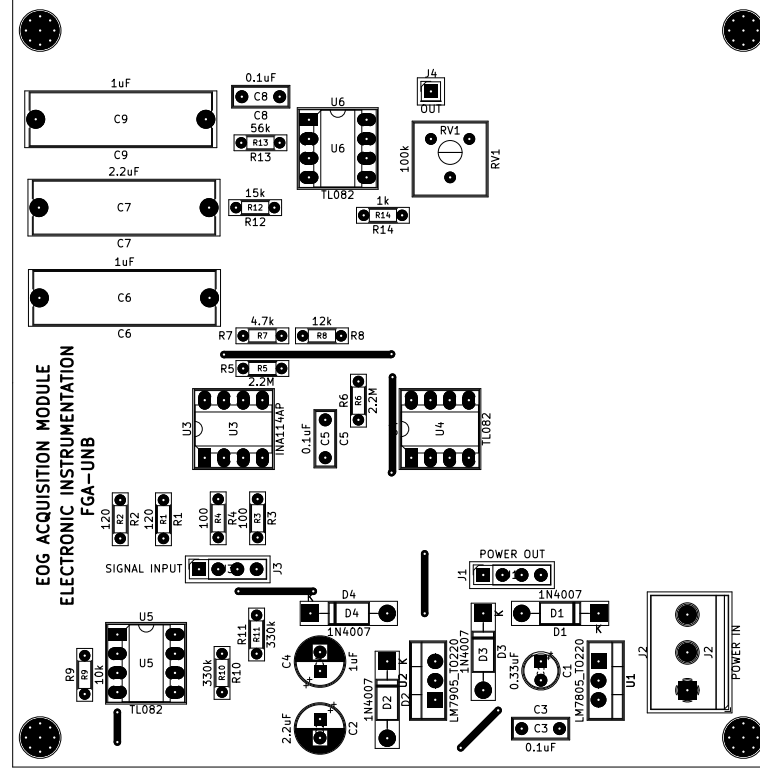 1uF
C9
C9
0.1uF
C8
C8
56k
R13
R13
U6
U6
TL082
J4
OUT
RV1
100k
RV1
2.2uF
C7
C7
15k
R12
R12
1k
R14
R14
1uF
C6
C6
4.7k
R7
R7
12k
R8
R8
R5
R5
2.2M
R6
R6
2.2M
U3
U3
INA114AP
0.1uF
C5
C5
U4
TL082
EOG ACQUISITION MODULE
ELECTRONIC INSTRUMENTATION
FGA-UNB
120
R2
R2
120
R1
R1
100
R4
R4
100
R3
R3
SIGNAL INPUT
J3
POWER OUT
J1
D4
K
D4
1N4007
1N4007
D1
D1
K
U5
U5
TL082
R9
R9
10k
330k
R10
R10
R11
R11
330k
C4
1uF
2.2uF
C2
1N4007
D2
D2
K
U2
LM7905_TO220
1N4007
D3
D3
K
0.33uF
C1
C3
C3
0.1uF
LM7805_TO220
U1
J2
J2
POWER IN